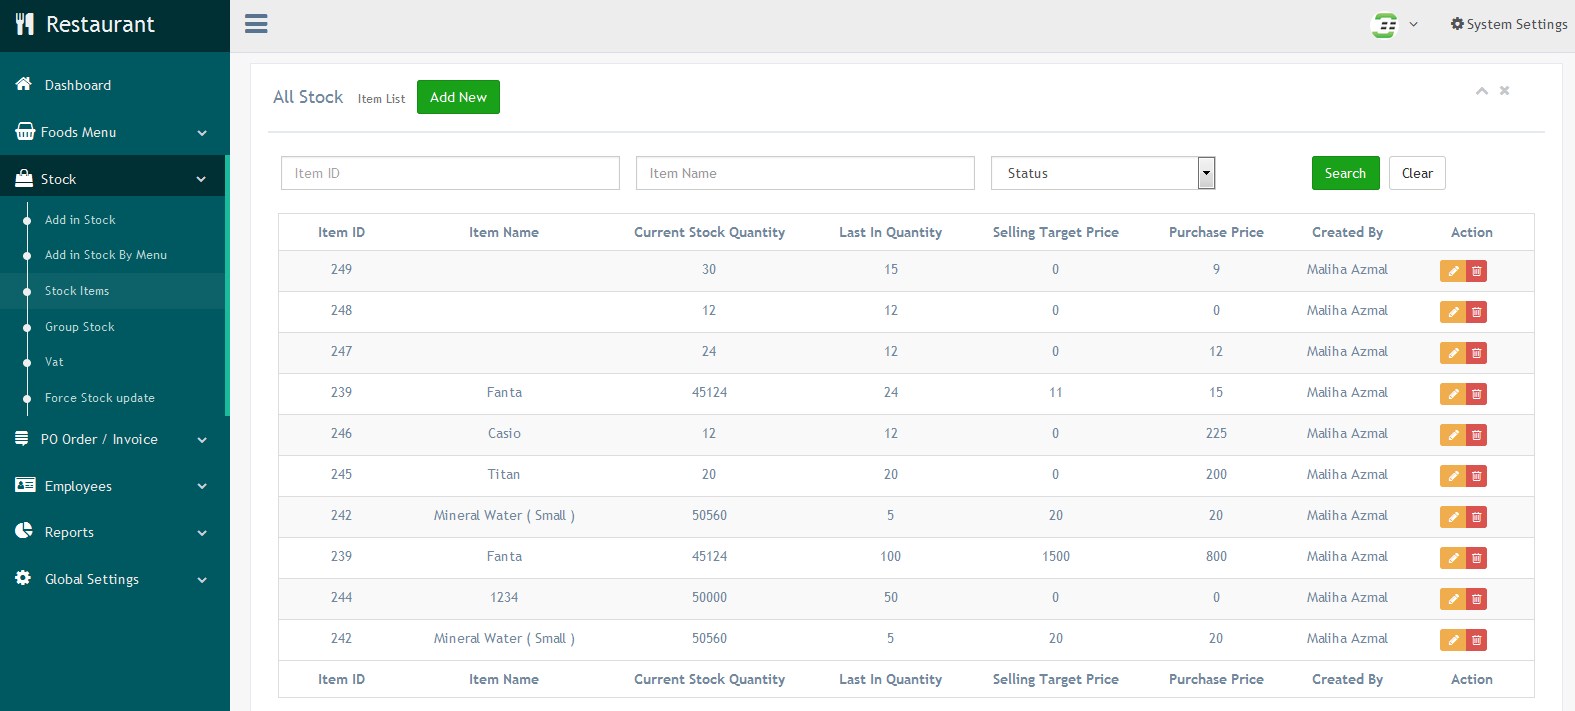 Restaurant
System Settings
Dashboard
Foods Menu
Stock
Add in Stock
Add in Stock By Menu
Stock Items
Group Stock
Vat
Force Stock update
PO Order / Invoice
Employees
Reports
Global Settings
All Stock Item List Add New
Item ID Item Name Status Search Clear
Item ID Item Name Current Stock Quantity Last In Quantity Selling Target Price Purchase Price Created By Action
249 30 15 0 9 Maliha Azmal
248 12 12 0 0 Maliha Azmal
247 24 12 0 12 Maliha Azmal
239 Fanta 45124 24 11 15 Maliha Azmal
246 Casio 12 12 0 225 Maliha Azmal
245 Titan 20 20 0 200 Maliha Azmal
242 Mineral Water ( Small ) 50560 5 20 20 Maliha Azmal
239 Fanta 45124 100 1500 800 Maliha Azmal
244 1234 50000 50 0 0 Maliha Azmal
242 Mineral Water ( Small ) 50560 5 20 20 Maliha Azmal
Item ID Item Name Current Stock Quantity Last In Quantity Selling Target Price Purchase Price Created By Action